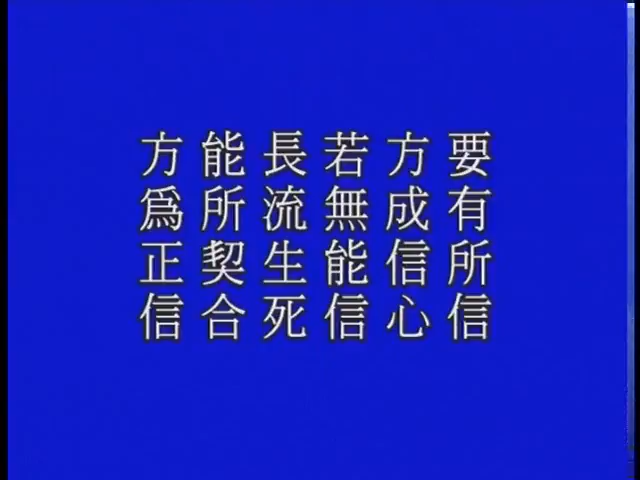 要有所信
方成信心
若無能信
長流生死
能所契合
方爲正信